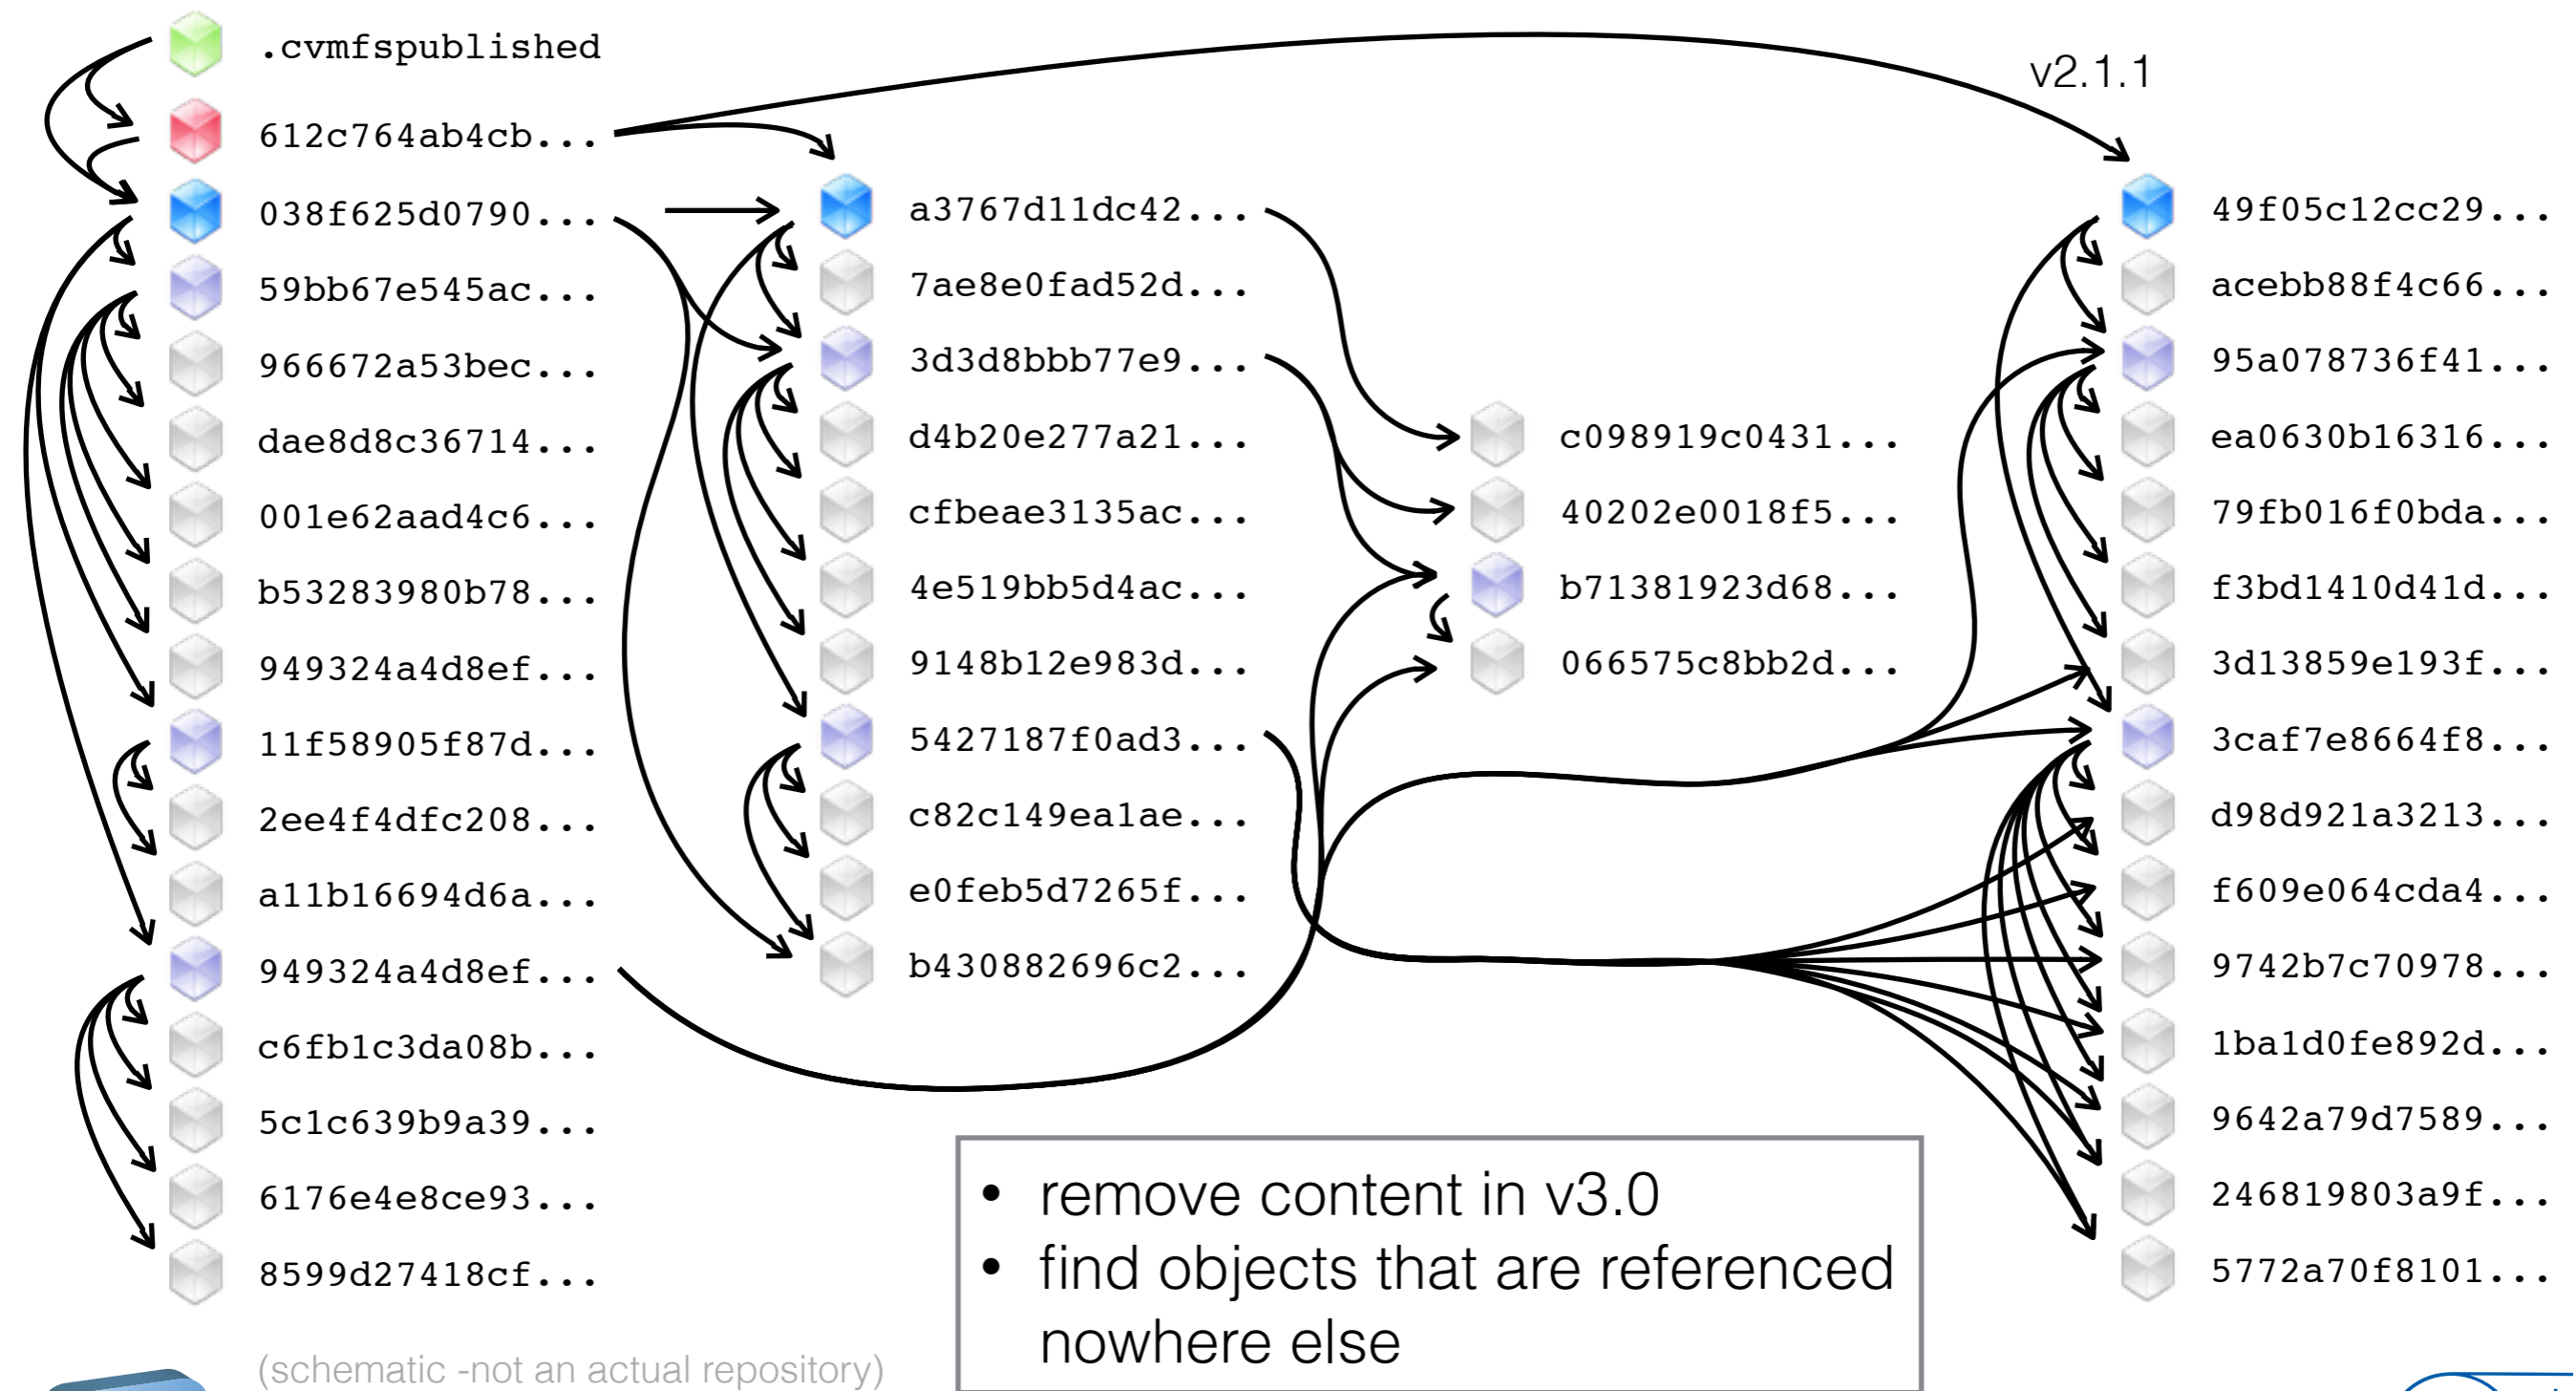 .cvmfspublished
612c764ab4cb...
038f625d0790...
59bb67e545ac...
966672a53bec...
dae8d8c36714...
001e62aad4c6...
b53283980b78...
949324a4d8ef...
11f58905f87d...
2ee4f4dfc208...
a11b16694d6a...
949324a4d8ef...
c6fb1c3da08b...
5c1c639b9a39...
6176e4e8ce93...
8599d27418cf...
a3767d11dc42...
7ae8e0fad52d...
3d3d8bbb77e9...
d4b20e277a21...
cfbeae3135ac...
4e519bb5d4ac...
9148b12e983d...
5427187f0ad3...
c82c149ea1ae...
e0feb5d7265f...
b430882696c2...
c098919c0431...
40202e0018f5...
b71381923d68...
066575c8bb2d...
v2.1.1
49f05c12cc29...
acebb88f4c66...
95a078736f41...
ea0630b16316...
79fb016f0bda...
f3bd1410d41d...
3d13859e193f...
3caf7e8664f8...
d98d921a3213...
f609e064cda4...
9742b7c70978...
1ba1d0fe892d...
9642a79d7589...
246819803a9f...
5772a70f8101...
• remove content in v3.0
• find objects that are referenced
nowhere else
(schematic -not an actual repository)